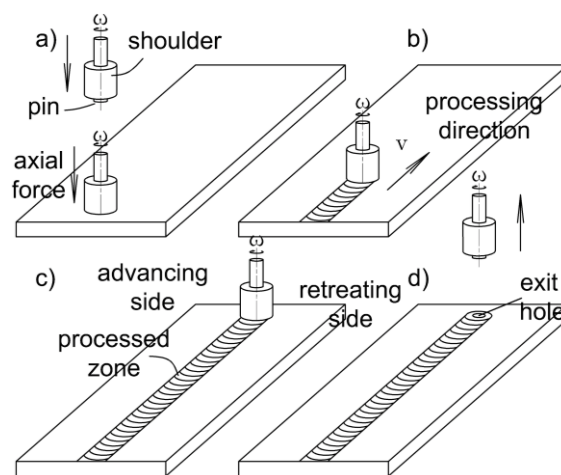 a)
ω
shoulder
pin
ω
axial
force
b)
ω
processing
direction
v
c)
advancing
side
ω
retreating
side
processed
zone
d)
ω
exit
hole